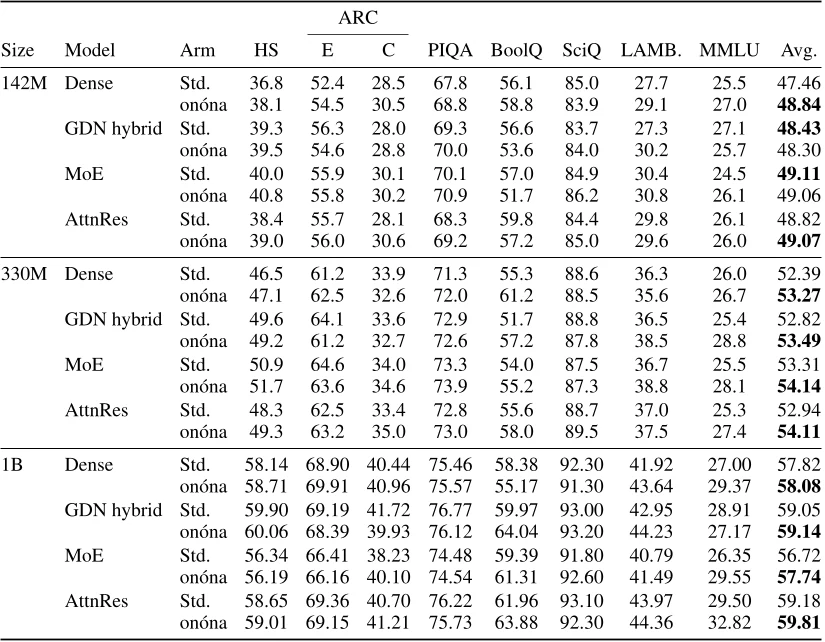 ARC
Size Model Arm HS E C PIQA BoolQ SciQ LAMB. MMLU Avg.
142M Dense Std. 36.8 52.4 28.5 67.8 56.1 85.0 27.7 25.5 47.46
onóna 38.1 54.5 30.5 68.8 58.8 83.9 29.1 27.0 48.84
GDN hybrid Std. 39.3 56.3 28.0 69.3 56.6 83.7 27.3 27.1 48.43
onóna 39.5 54.6 28.8 70.0 53.6 84.0 30.2 25.7 48.30
MoE Std. 40.0 55.9 30.1 70.1 57.0 84.9 30.4 24.5 49.11
onóna 40.8 55.8 30.2 70.9 51.7 86.2 30.8 26.1 49.06
AttnRes Std. 38.4 55.7 28.1 68.3 59.8 84.4 29.8 26.1 48.82
onóna 39.0 56.0 30.6 69.2 57.2 85.0 29.6 26.0 49.07
330M Dense Std. 46.5 61.2 33.9 71.3 55.3 88.6 36.3 26.0 52.39
onóna 47.1 62.5 32.6 72.0 61.2 88.5 35.6 26.7 53.27
GDN hybrid Std. 49.6 64.1 33.6 72.9 51.7 88.8 36.5 25.4 52.82
onóna 49.2 61.2 32.7 72.6 57.2 87.8 38.5 28.8 53.49
MoE Std. 50.9 64.6 34.0 73.3 54.0 87.5 36.7 25.5 53.31
onóna 51.7 63.6 34.6 73.9 55.2 87.3 38.8 28.1 54.14
AttnRes Std. 48.3 62.5 33.4 72.8 55.6 88.7 37.0 25.3 52.94
onóna 49.3 63.2 35.0 73.0 58.0 89.5 37.5 27.4 54.11
1B Dense Std. 58.14 68.90 40.44 75.46 58.38 92.30 41.92 27.00 57.82
onóna 58.71 69.91 40.96 75.57 55.17 91.30 43.64 29.37 58.08
GDN hybrid Std. 59.90 69.19 41.72 76.77 59.97 93.00 42.95 28.91 59.05
onóna 60.06 68.39 39.93 76.12 64.04 93.20 44.23 27.17 59.14
MoE Std. 56.34 66.41 38.23 74.48 59.39 91.80 40.79 26.35 56.72
onóna 56.19 66.16 40.10 74.54 61.31 92.60 41.49 29.55 57.74
AttnRes Std. 58.65 69.36 40.70 76.22 61.96 93.10 43.97 29.50 59.18
onóna 59.01 69.15 41.21 75.73 63.88 92.30 44.36 32.82 59.81